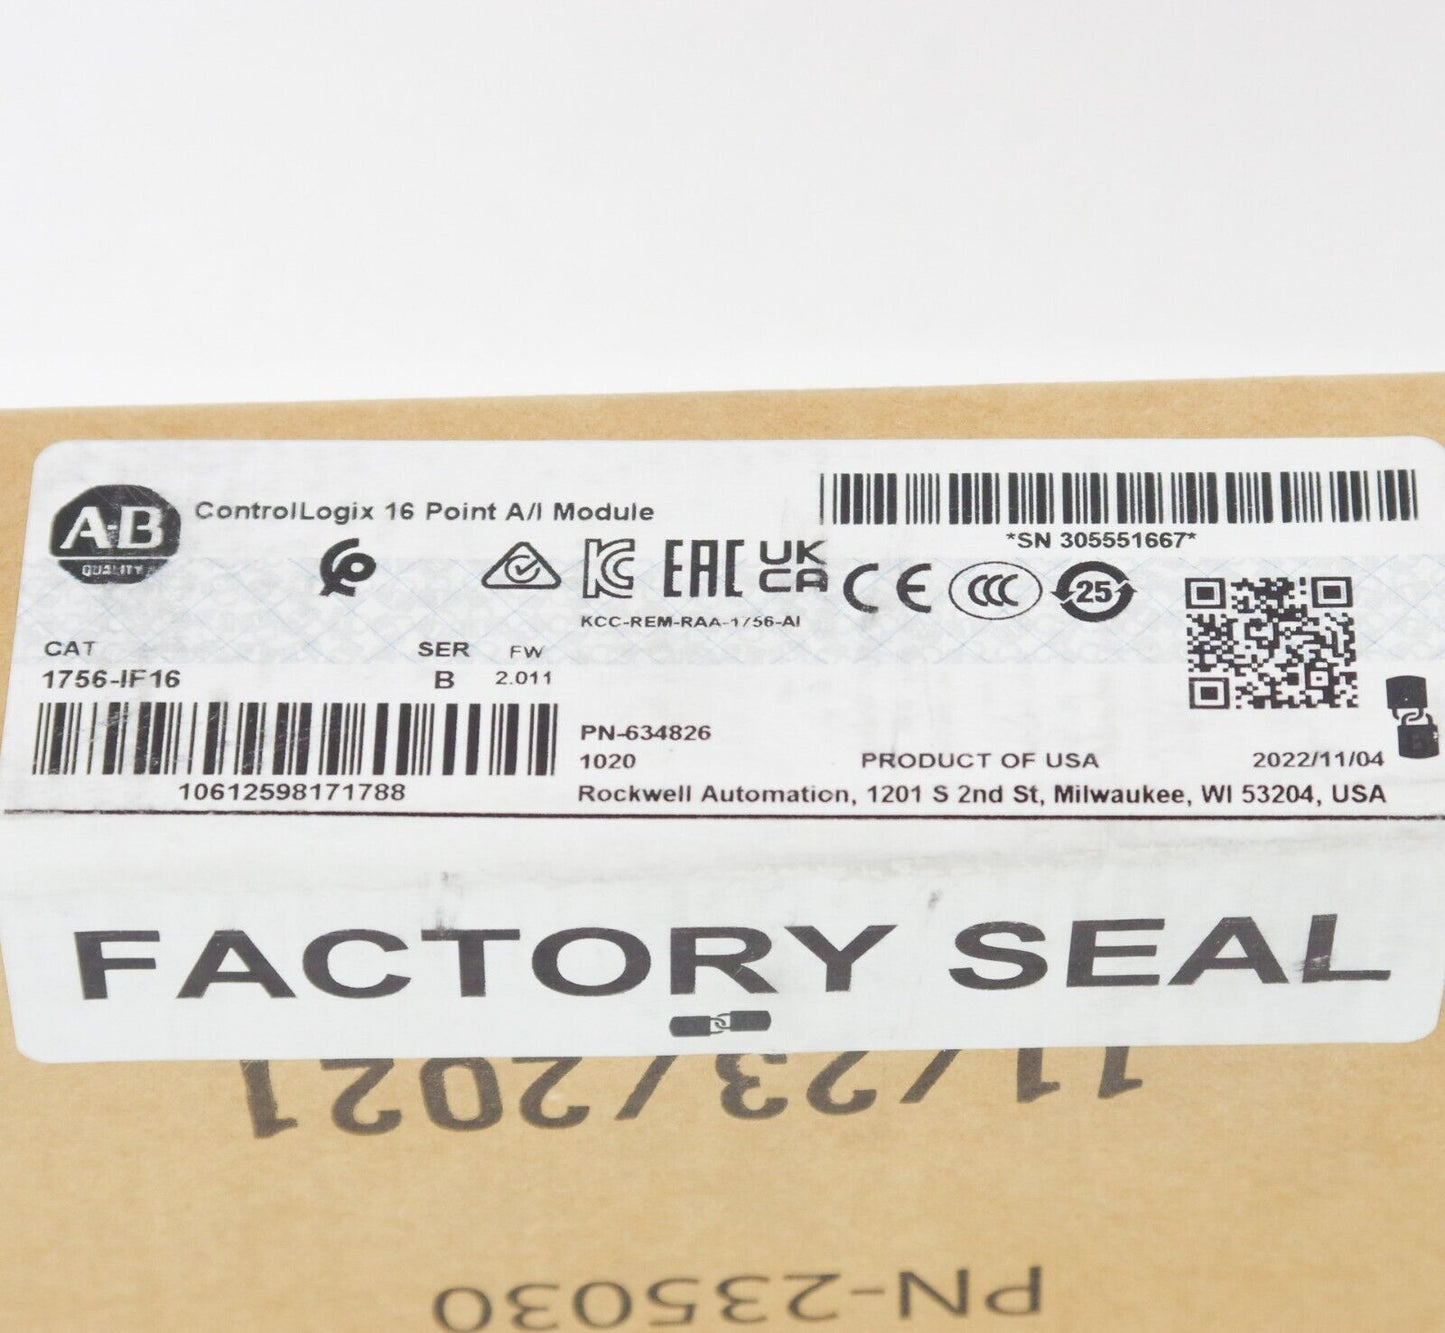 A-B
QUALITY
ControlLogix 16 Point A/I Module
*SN 305551667*
KCC-REM-RAA-1756-AI
EAC
UK
CA
CE
CCC
25
CAT
SER
FW
1756-IF16
B
2.011
10612598171788
PN-634826
1020
PRODUCT OF USA
2022/11/04
Rockwell Automation, 1201 S 2nd St, Milwaukee, WI 53204, USA
FACTORY SEAL
11/23/2021
PN-235030